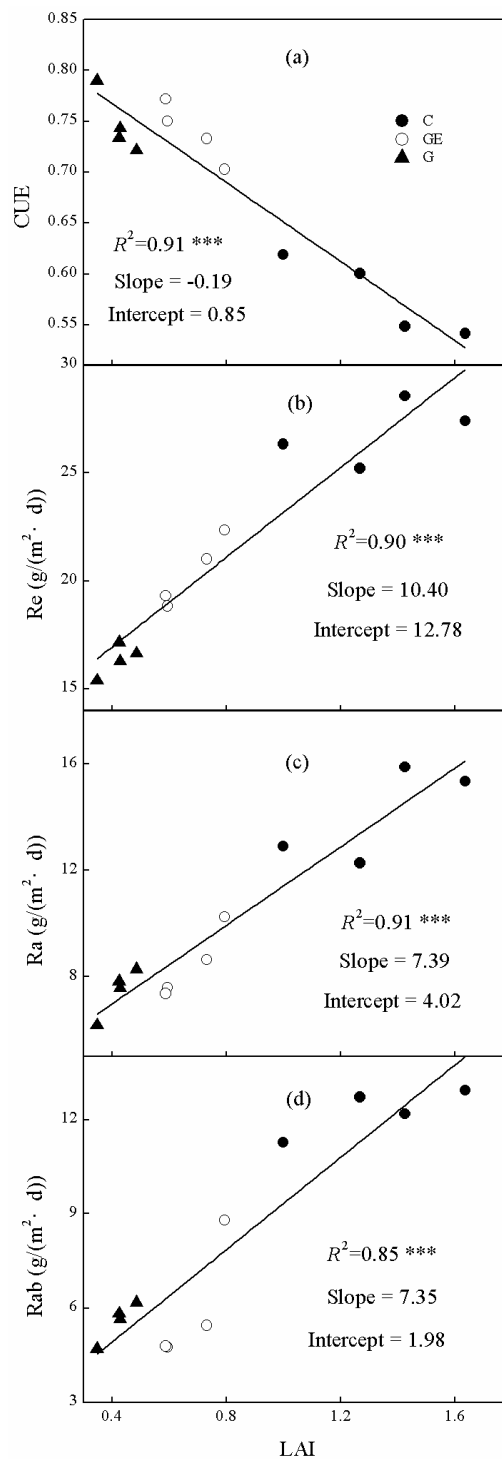 (a)
0.85
0.80
0.75
0.70
0.65
0.60
0.55
CUE
C
GE
G
R²=0.91 ***
Slope = -0.19
Intercept = 0.85
(b)
30
25
20
15
Re (g/(m²· d))
R²=0.90 ***
Slope = 10.40
Intercept = 12.78
(c)
16
12
8
Ra (g/(m²· d))
R²=0.91 ***
Slope = 7.39
Intercept = 4.02
(d)
12
9
6
3
Rab (g/(m²· d))
R²=0.85 ***
Slope = 7.35
Intercept = 1.98
0.4 0.8 1.2 1.6
LAI